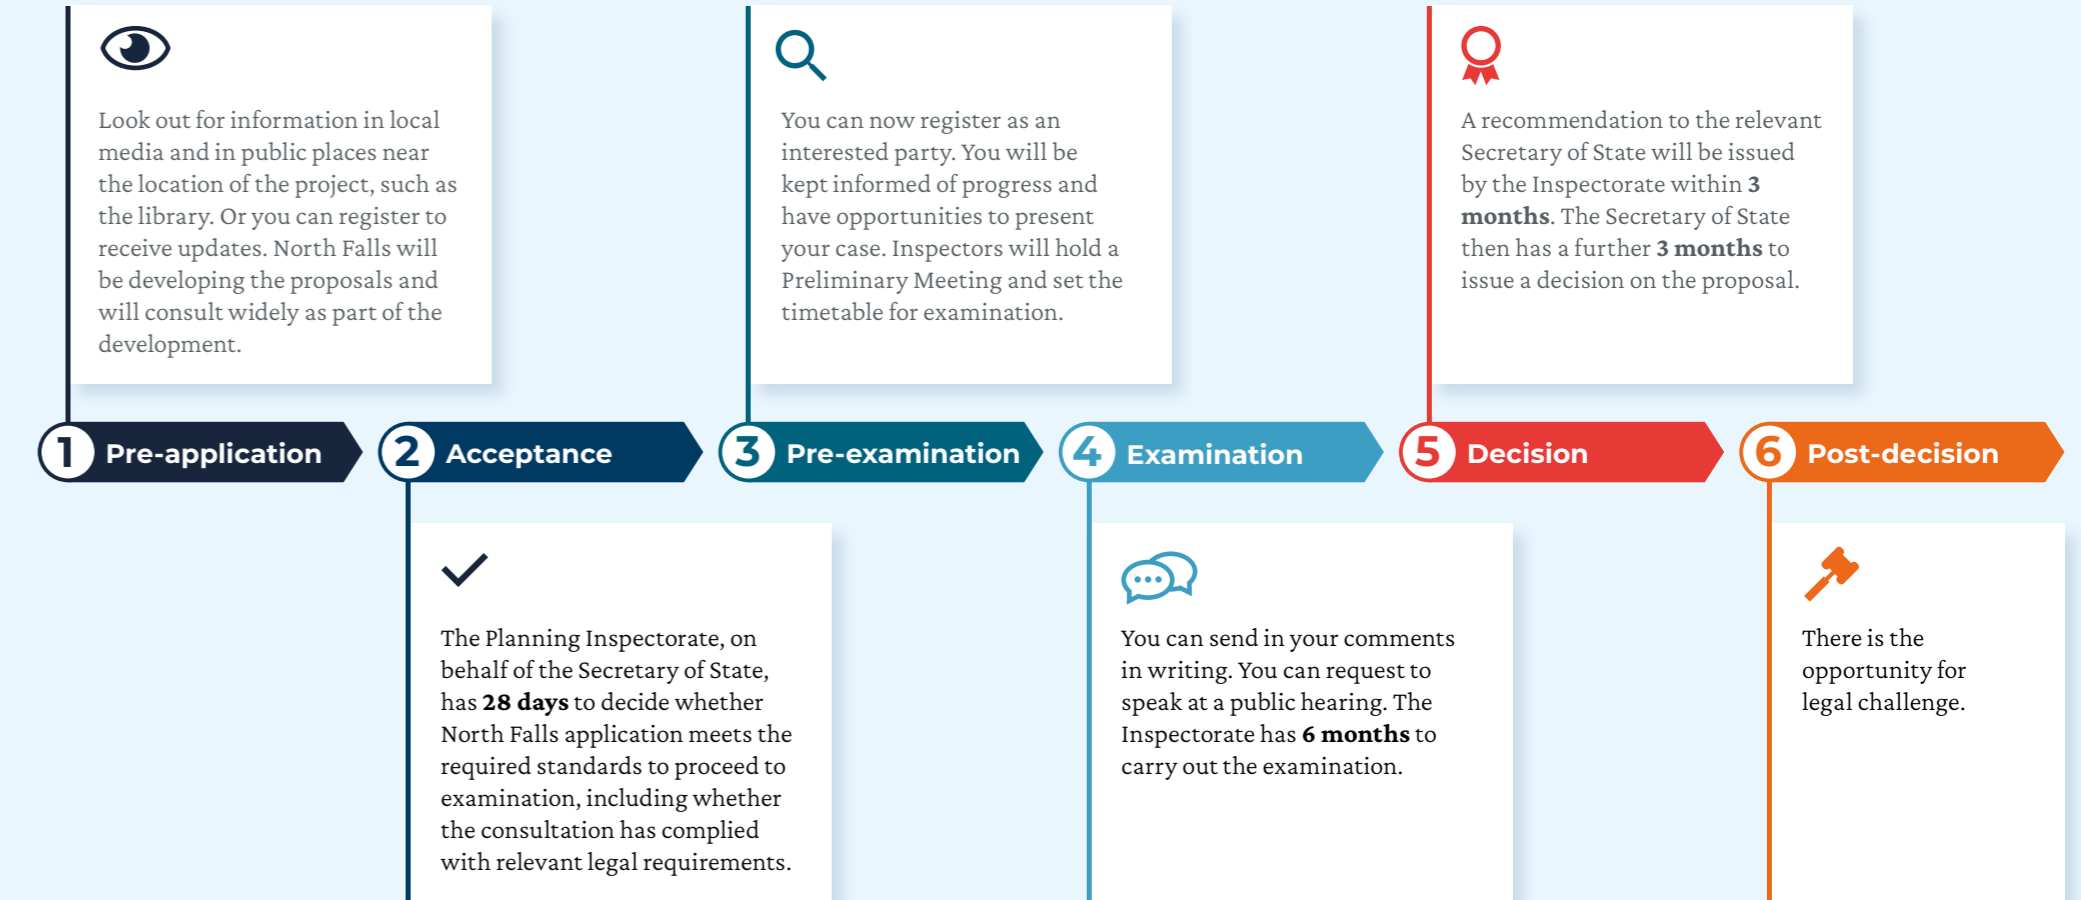 Look out for information in local
media and in public places near
the location of the project, such as
the library. Or you can register to
receive updates. North Falls will
be developing the proposals and
will consult widely as part of the
development.
You can now register as an
interested party. You will be
kept informed of progress and
have opportunities to present
your case. Inspectors will hold a
Preliminary Meeting and set the
timetable for examination.
A recommendation to the relevant
Secretary of State will be issued
by the Inspectorate within 3
months. The Secretary of State
then has a further 3 months to
issue a decision on the proposal.
1 Pre-application
2 Acceptance
3 Pre-examination
4 Examination
5 Decision
6 Post-decision
The Planning Inspectorate, on
behalf of the Secretary of State,
has 28 days to decide whether
North Falls application meets the
required standards to proceed to
examination, including whether
the consultation has complied
with relevant legal requirements.
You can send in your comments
in writing. You can request to
speak at a public hearing. The
Inspectorate has 6 months to
carry out the examination.
There is the
opportunity for
legal challenge.